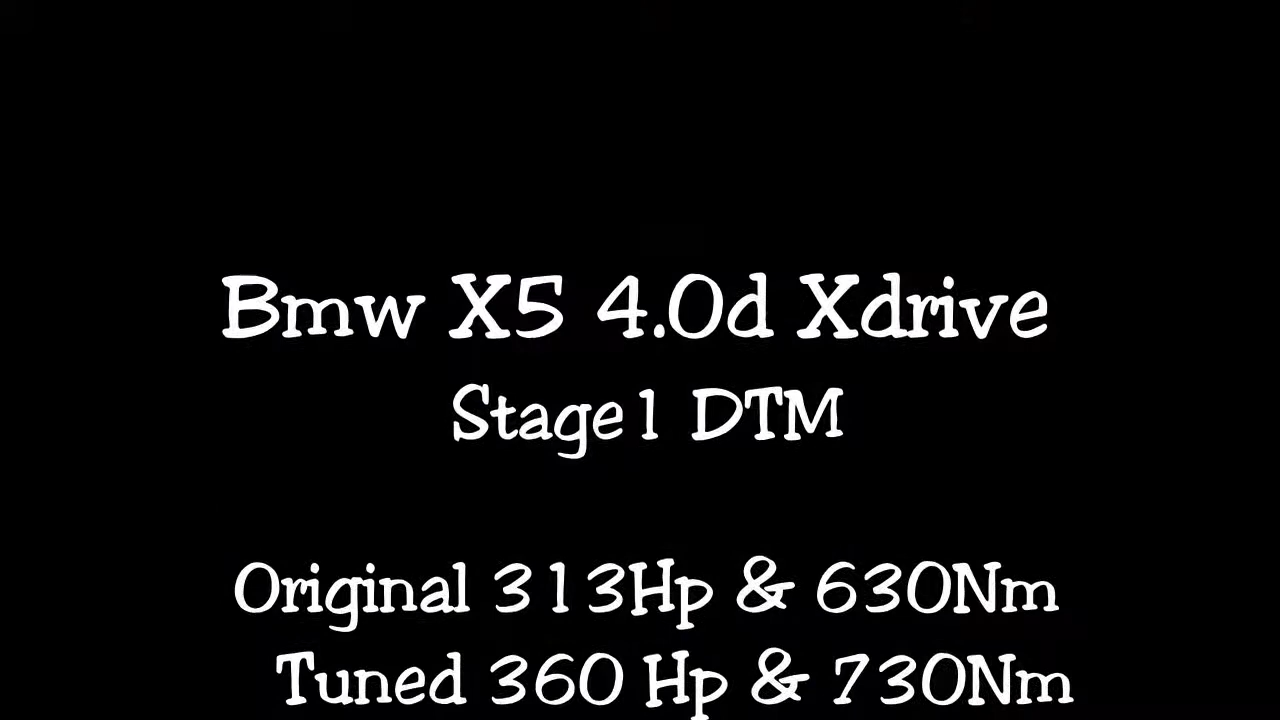 Bmw X5 4.0d Xdrive
Stage1 DTM
Original 313Hp & 630Nm
Tuned 360 Hp & 730Nm